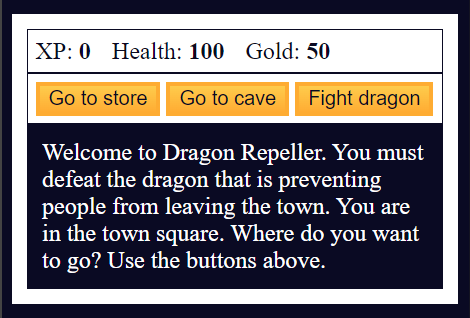 XP: 0 Health: 100 Gold: 50
Go to store Go to cave Fight dragon
Welcome to Dragon Repeller. You must
defeat the dragon that is preventing
people from leaving the town. You are
in the town square. Where do you want
to go? Use the buttons above.